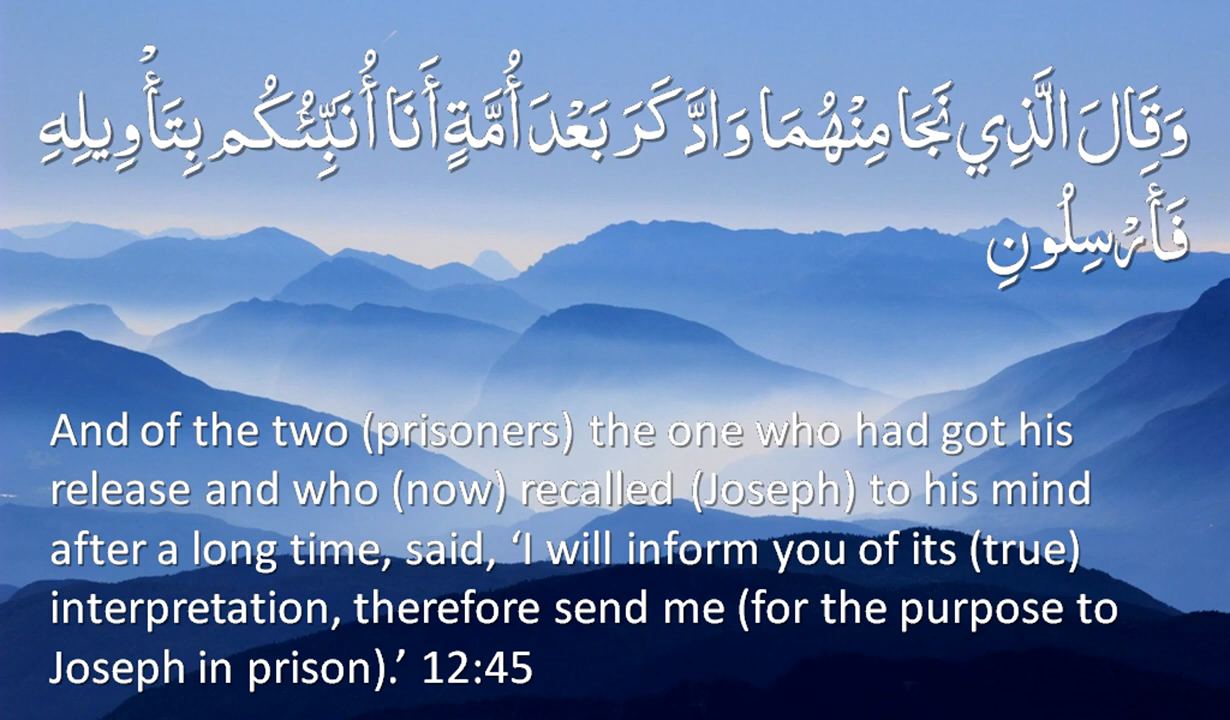 وَقَالَ الَّذِي نَجَا مِنْهُمَا وَادَّكَرَ بَعْدَ أُمَّةٍ أَنَا أُنَبِّئُكُم بِتَأْوِيلِهِ
فَأَرْسِلُونِ
And of the two (prisoners) the one who had got his
release and who (now) recalled (Joseph) to his mind
after a long time, said, ‘I will inform you of its (true)
interpretation, therefore send me (for the purpose to
Joseph in prison).’ 12:45